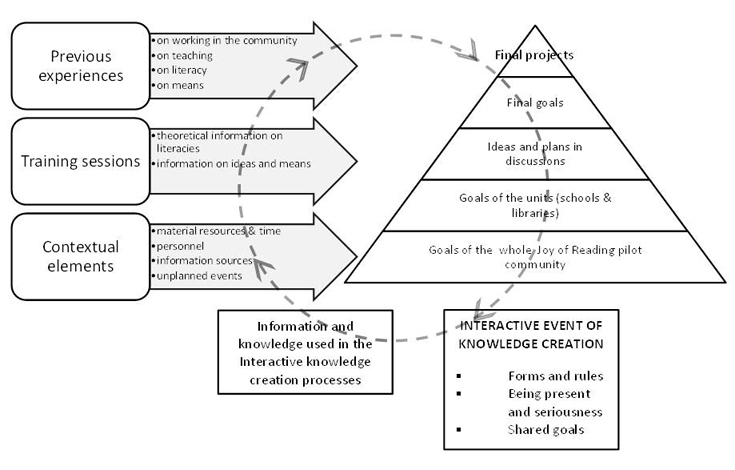 Previous
experiences
• on working in the community
• on teaching
• on literacy
• on means
Training sessions
• theoretical information on
literacies
• information on ideas and means
Contextual
elements
• material resources & time
• personnel
• information sources
• unplanned events
Final projects
Final goals
Ideas and plans in
discussions
Goals of the units (schools &
libraries)
Goals of the whole Joy of Reading pilot
community
Information and
knowledge used in the
Interactive knowledge
creation processes
INTERACTIVE EVENT OF
KNOWLEDGE CREATION
▪ Forms and rules
▪ Being present
and seriousness
▪ Shared goals